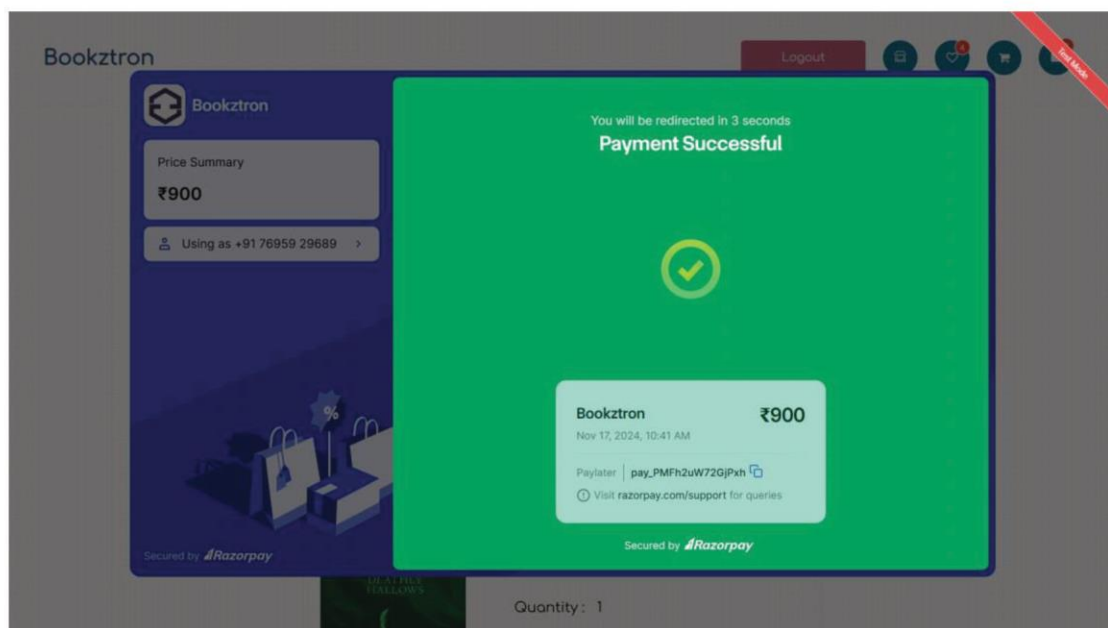 Bookztron
Logout
4
Test Mode
Bookztron
Price Summary
₹900
Using as +91 76959 29689 >
%
Secured by Razorpay
You will be redirected in 3 seconds
Payment Successful
Bookztron ₹900
Nov 17, 2024, 10:41 AM
Paylater | pay_PMFh2uW72GjPxh
Visit razorpay.com/support for queries
Secured by Razorpay
HALLOWS
Quantity : 1